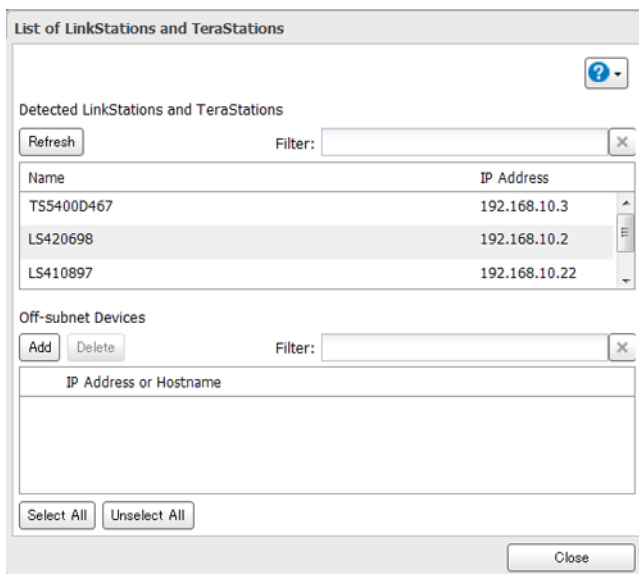 List of LinkStations and TeraStations
?
Detected LinkStations and TeraStations
Refresh Filter:
Name IP Address
TS5400D467 192.168.10.3
LS420698 192.168.10.2
LS410897 192.168.10.22
Off-subnet Devices
Add Delete Filter:
IP Address or Hostname
Select All Unselect All
Close